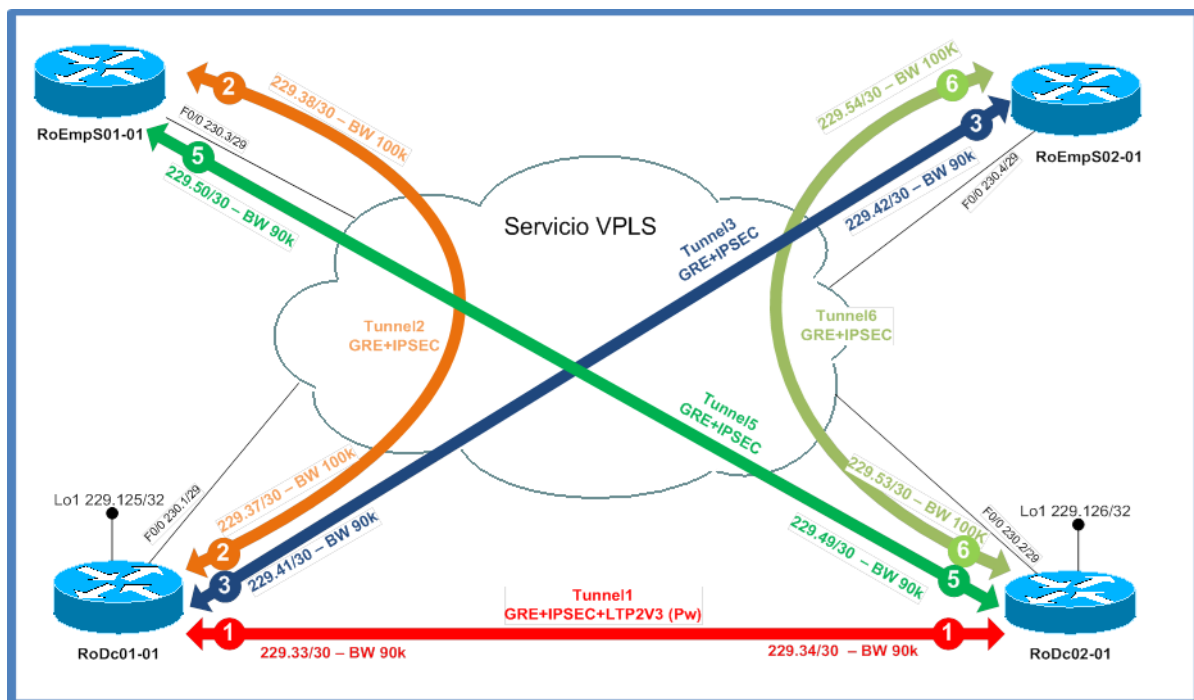 2
229.38/30 – BW 100k
F0/0 230.3/29
RoEmpS01-01
5
229.50/30 – BW 90k
6
229.54/30 – BW 100K
3
229.42/30 – BW 90k
RoEmpS02-01
F0/0 230.4/29
Servicio VPLS
Tunnel3
GRE+IPSEC
Tunnel2
GRE+IPSEC
Tunnel6
GRE+IPSEC
Tunnel5
GRE+IPSEC
Lo1 229.125/32
F0/0 230.1/29
229.37/30 – BW 100k
2
3
229.41/30 – BW 90k
229.53/30 – BW 100K
F0/0 230.2/29
Lo1 229.126/32
229.49/30 – BW 90k
6
5
Tunnel1
GRE+IPSEC+LTP2V3 (Pw)
1
1
RoDc01-01
229.33/30 – BW 90k
229.34/30 – BW 90k
RoDc02-01